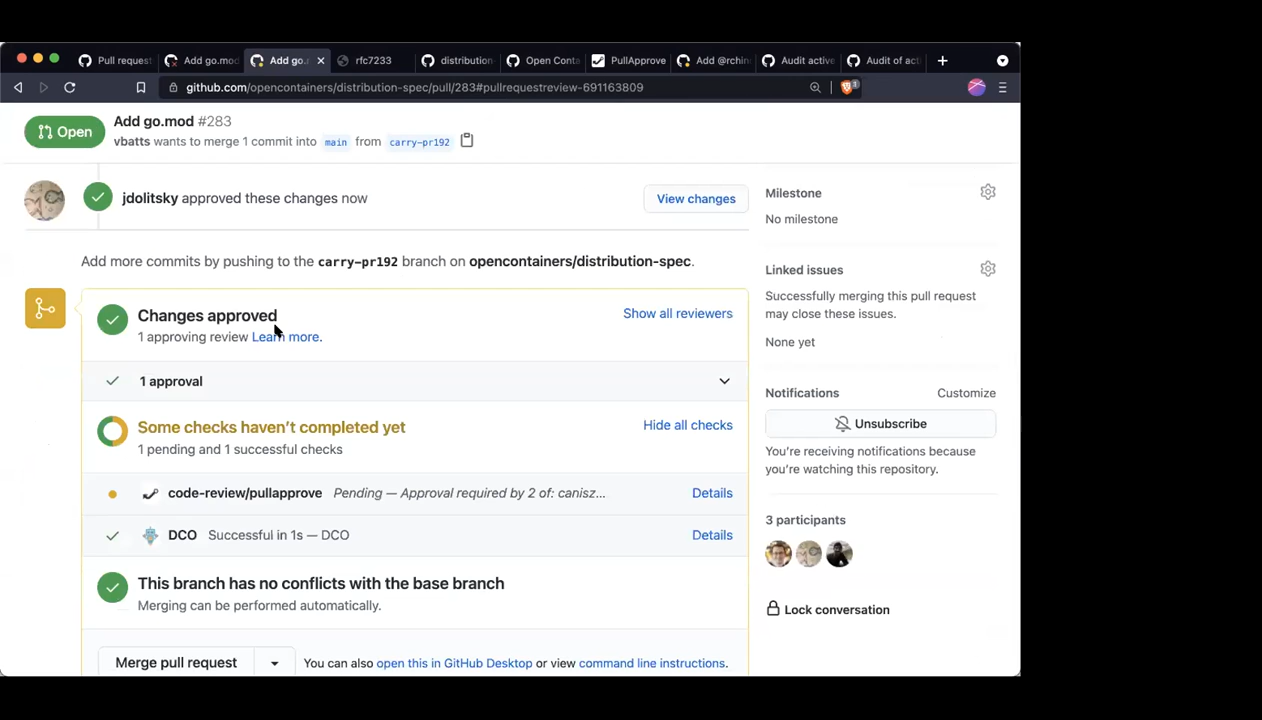 Pull request
Add go.mod
Add go.
rfc7233
distribution
Open Conta
PullApprove
Add @rchin
Audit active
Audit of act
github.com/opencontainers/distribution-spec/pull/283#pullrequestreview-691163809
1
Open
Add go.mod #283
vbatts wants to merge 1 commit into main from carry-pr192
jdolitsky approved these changes now
View changes
Add more commits by pushing to the carry-pr192 branch on opencontainers/distribution-spec.
Changes approved
1 approving review Learn more.
Show all reviewers
1 approval
Some checks haven't completed yet
1 pending and 1 successful checks
Hide all checks
code-review/pullapprove Pending — Approval required by 2 of: canisz...
Details
DCO Successful in 1s — DCO
Details
This branch has no conflicts with the base branch
Merging can be performed automatically.
Merge pull request
You can also open this in GitHub Desktop or view command line instructions.
Milestone
No milestone
Linked issues
Successfully merging this pull request
may close these issues.
None yet
Notifications
Customize
Unsubscribe
You're receiving notifications because
you're watching this repository.
3 participants
Lock conversation